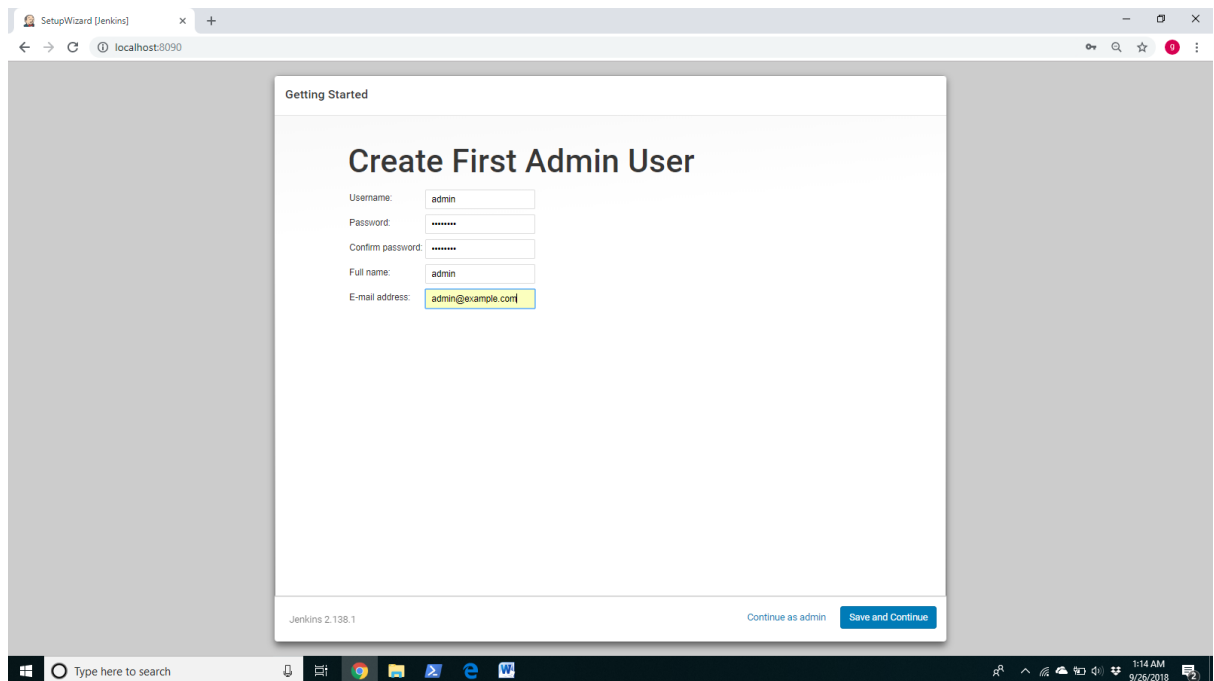 SetupWizard [Jenkins]
localhost:8090
g
Getting Started
Create First Admin User
Username: admin
Password: ••••••••
Confirm password: ••••••••
Full name: admin
E-mail address: admin@example.com
Jenkins 2.138.1
Continue as admin
Save and Continue
Type here to search
1:14 AM
9/26/2018
2